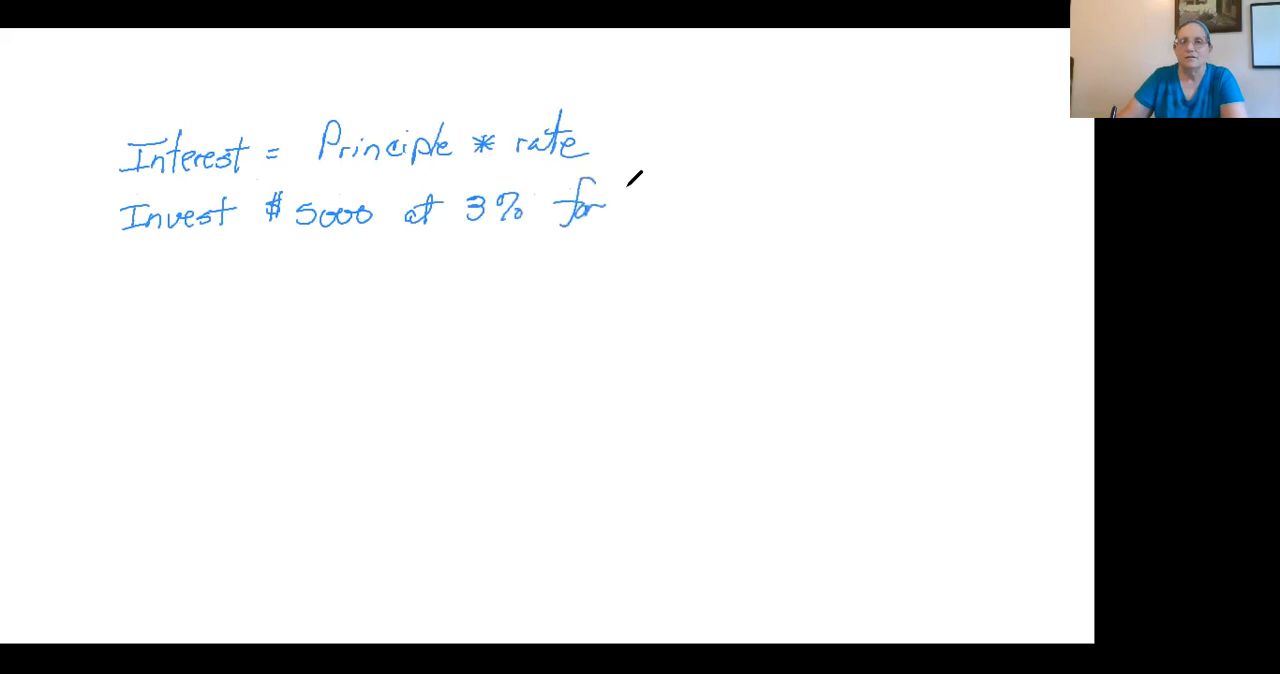 Interest = Principle * rate
Invest $5000 at 3% for